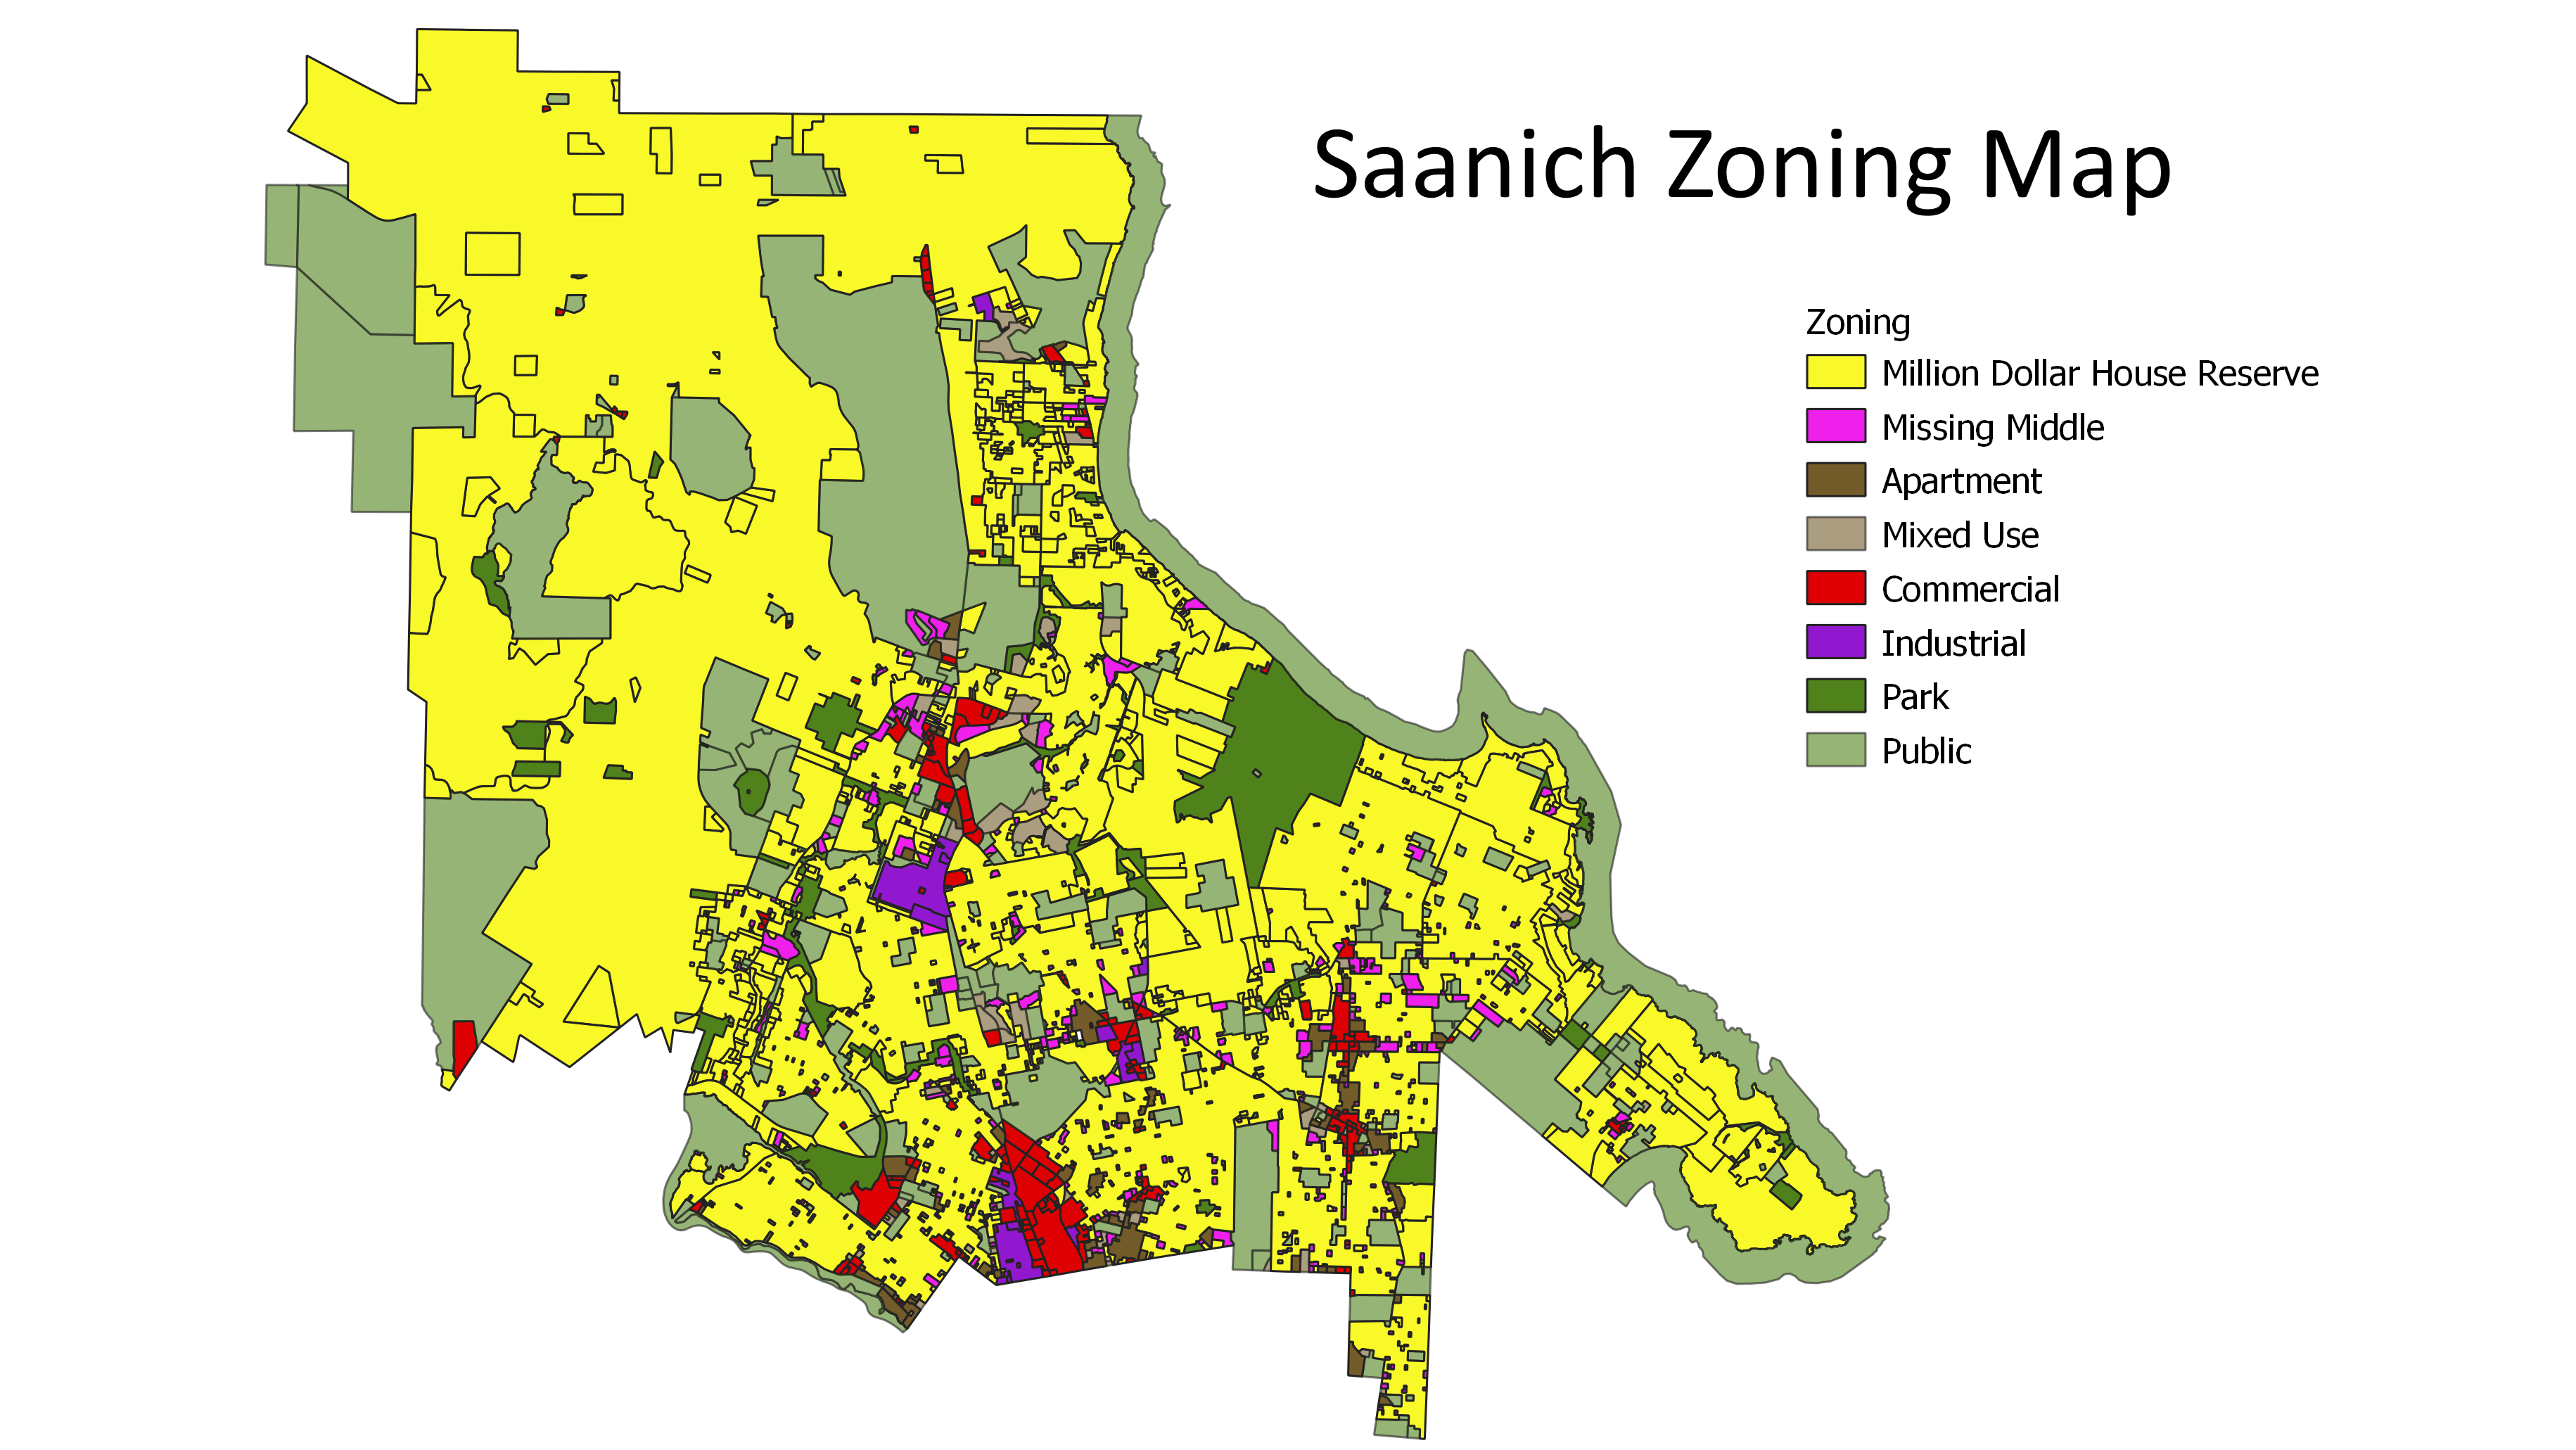 Saanich Zoning Map
Zoning
Million Dollar House Reserve
Missing Middle
Apartment
Mixed Use
Commercial
Industrial
Park
Public